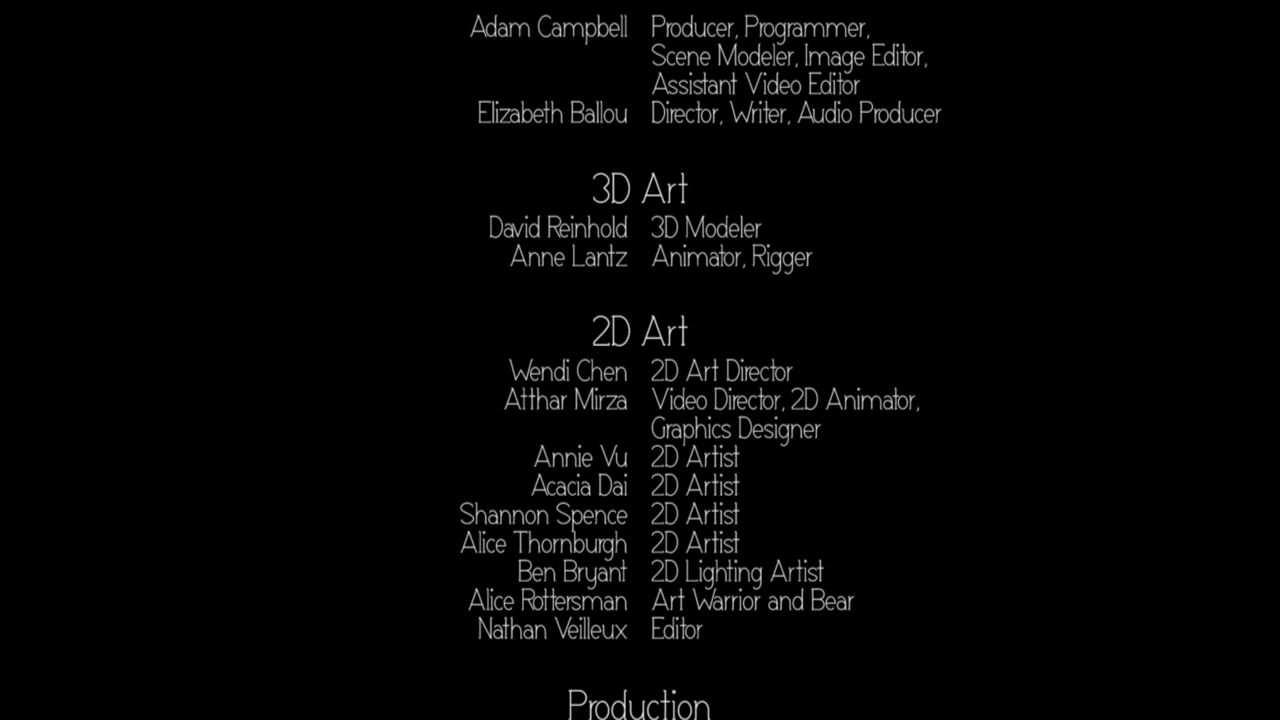 Adam Campbell Producer, Programmer,
Scene Modeler, Image Editor,
Assistant Video Editor
Elizabeth Ballou Director, Writer, Audio Producer
3D Art
David Reinhold 3D Modeler
Anne Lantz Animator, Rigger
2D Art
Wendi Chen 2D Art Director
Atthar Mirza Video Director, 2D Animator,
Graphics Designer
Annie Vu 2D Artist
Acacia Dai 2D Artist
Shannon Spence 2D Artist
Alice Thornburgh 2D Artist
Ben Bryant 2D Lighting Artist
Alice Rottersman Art Warrior and Bear
Nathan Veilleux Editor
Production